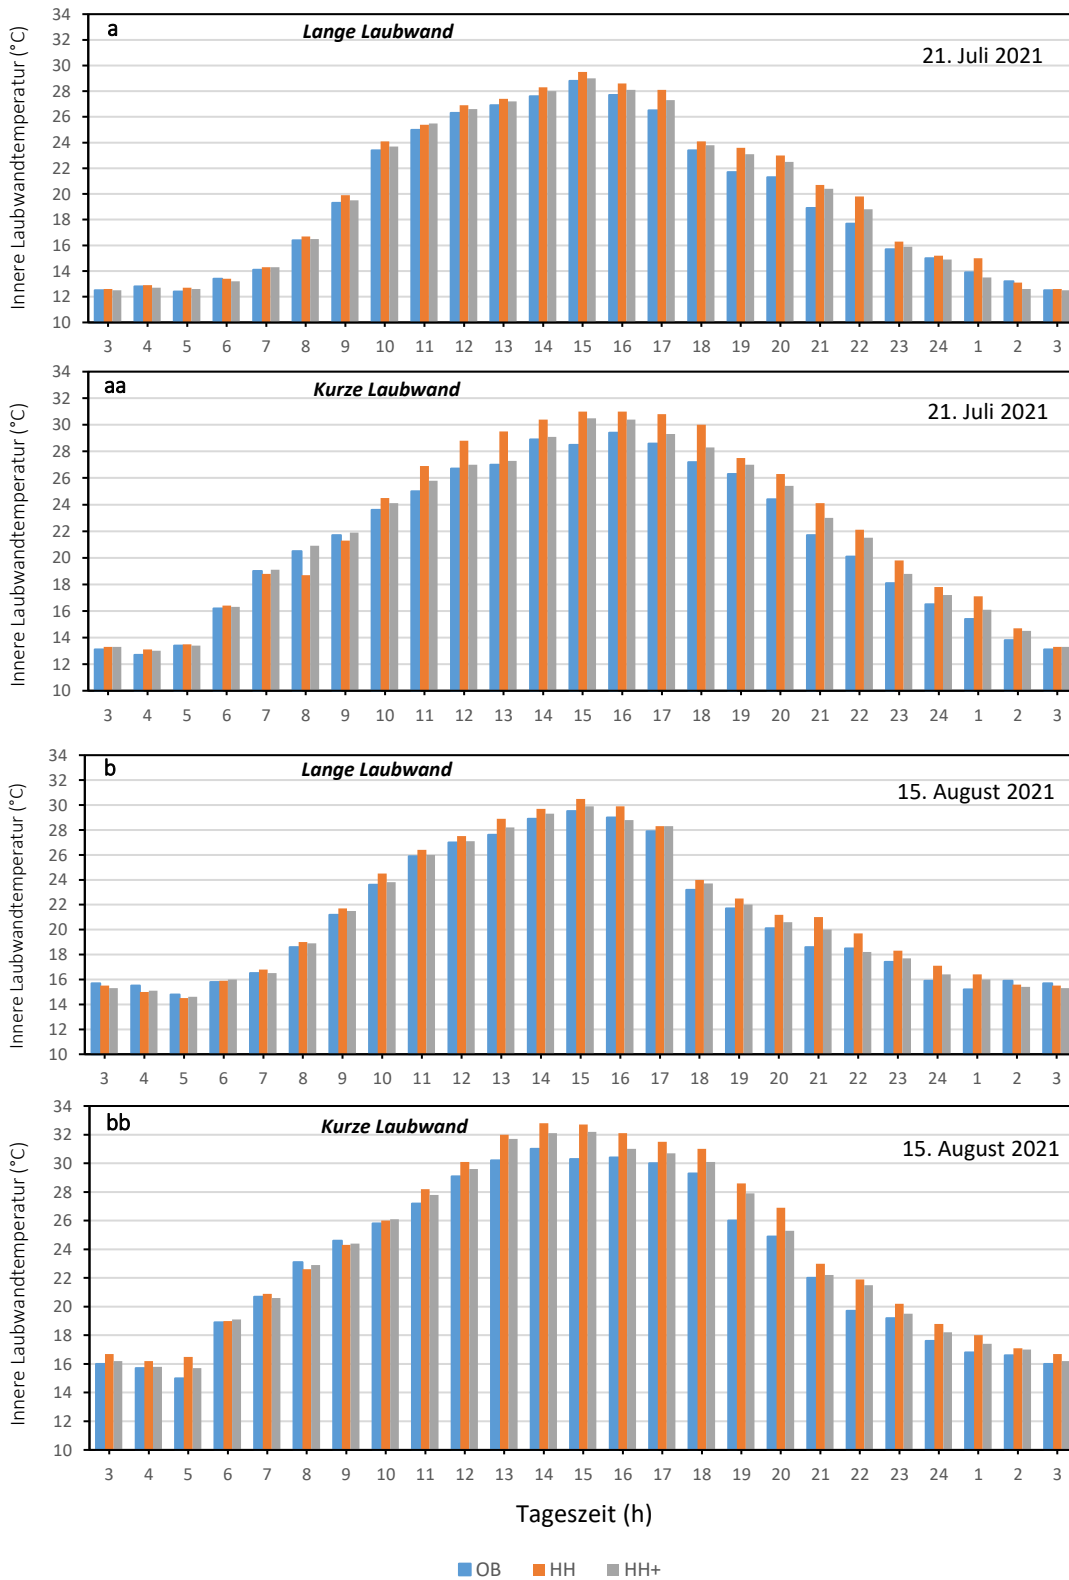 34
32
30
28
26
24
22
20
18
16
14
12
10
Innere Laubwandtemperatur (°C)
a
Lange Laubwand
21. Juli 2021
3 4 5 6 7 8 9 10 11 12 13 14 15 16 17 18 19 20 21 22 23 24 1 2 3
34
32
30
28
26
24
22
20
18
16
14
12
10
Innere Laubwandtemperatur (°C)
aa
Kurze Laubwand
21. Juli 2021
3 4 5 6 7 8 9 10 11 12 13 14 15 16 17 18 19 20 21 22 23 24 1 2 3
34
32
30
28
26
24
22
20
18
16
14
12
10
Innere Laubwandtemperatur (°C)
b
Lange Laubwand
15. August 2021
3 4 5 6 7 8 9 10 11 12 13 14 15 16 17 18 19 20 21 22 23 24 1 2 3
34
32
30
28
26
24
22
20
18
16
14
12
10
Innere Laubwandtemperatur (°C)
bb
Kurze Laubwand
15. August 2021
3 4 5 6 7 8 9 10 11 12 13 14 15 16 17 18 19 20 21 22 23 24 1 2 3
Tageszeit (h)
OB HH HH+